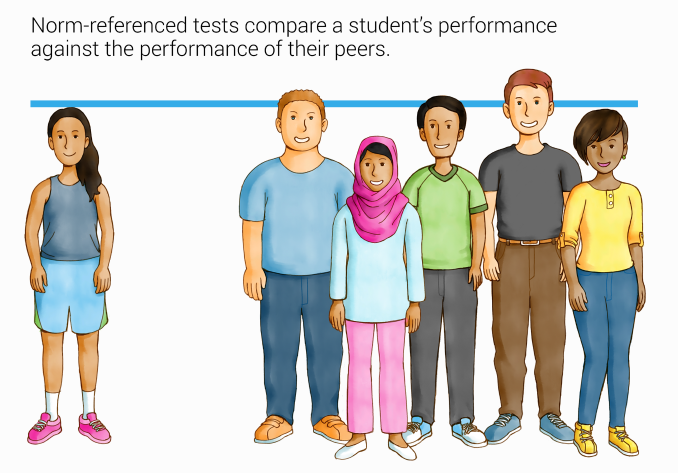 Norm-referenced tests compare a student’s performance
against the performance of their peers.